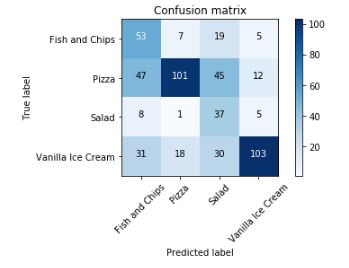 Confusion matrix
Fish and Chips 53 7 19 5
Pizza 47 101 45 12
Salad 8 1 37 5
Vanilla Ice Cream 31 18 30 103
True label
Fish and Chips Pizza Salad Vanilla Ice Cream
Predicted label
100
80
60
40
20